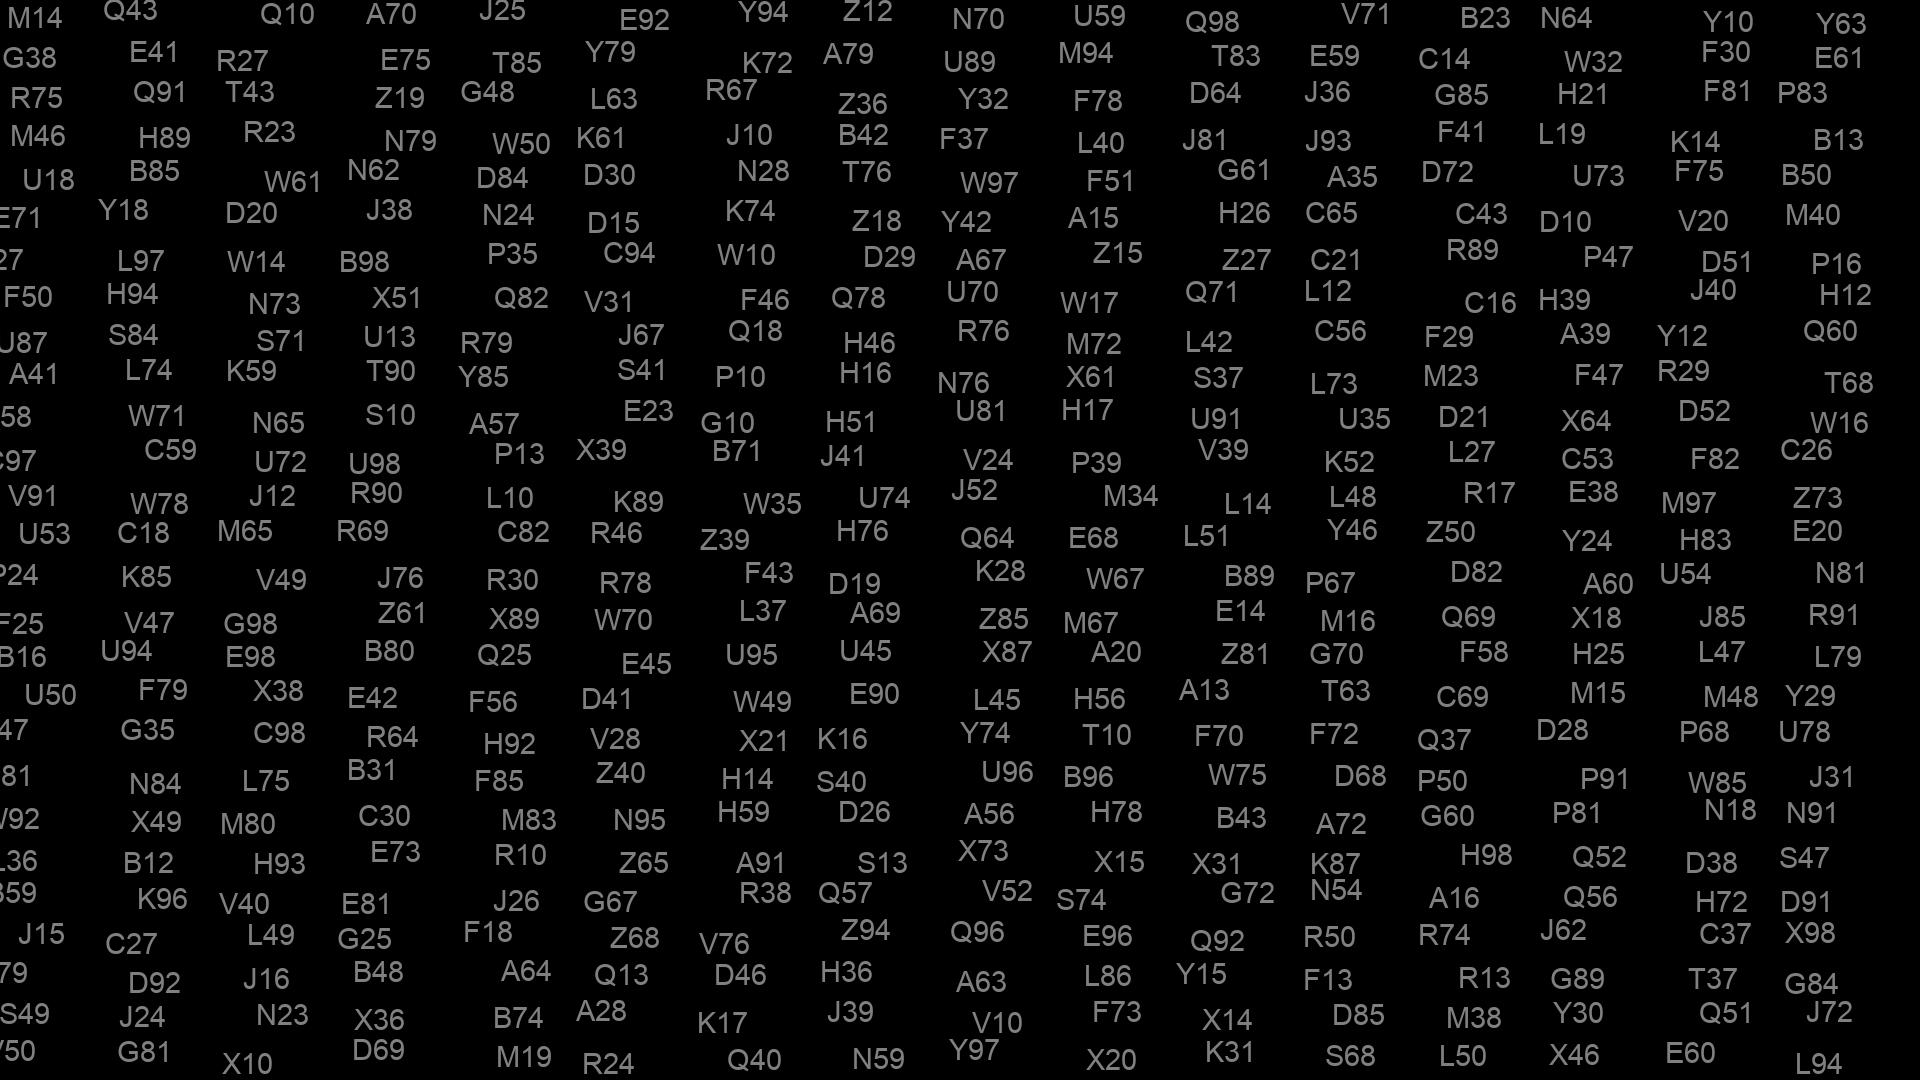 M14 Q43 Q10 A70 J25 E92 Y94 Z12 N70 U59 Q98 V71 B23 N64 Y10 Y63
G38 E41 R27 E75 T85 Y79 K72 A79 U89 M94 T83 E59 C14 W32 F30 E61
R75 Q91 T43 Z19 G48 L63 R67 Z36 Y32 F78 D64 J36 G85 H21 F81 P83
M46 H89 R23 N79 W50 K61 J10 B42 F37 L40 J81 J93 F41 L19 K14 B13
U18 B85 W61 N62 D84 D30 N28 T76 W97 F51 G61 A35 D72 U73 F75 B50
E71 Y18 D20 J38 N24 D15 K74 Z18 Y42 A15 H26 C65 C43 D10 V20 M40
27 L97 W14 B98 P35 C94 W10 D29 A67 Z15 Z27 C21 R89 P47 D51 P16
F50 H94 N73 X51 Q82 V31 F46 Q78 U70 W17 Q71 L12 C16 H39 J40 H12
U87 S84 S71 U13 R79 J67 Q18 H46 R76 M72 L42 C56 F29 A39 Y12 Q60
A41 L74 K59 T90 Y85 S41 P10 H16 N76 X61 S37 L73 M23 F47 R29 T68
58 W71 N65 S10 A57 E23 G10 H51 U81 H17 U91 U35 D21 X64 D52 W16
C97 C59 U72 U98 P13 X39 B71 J41 V24 P39 V39 K52 L27 C53 F82 C26
V91 W78 J12 R90 L10 K89 W35 U74 J52 M34 L14 L48 R17 E38 M97 Z73
U53 C18 M65 R69 C82 R46 Z39 H76 Q64 E68 L51 Y46 Z50 Y24 H83 E20
P24 K85 V49 J76 R30 R78 F43 D19 K28 W67 B89 P67 D82 A60 U54 N81
F25 V47 G98 Z61 X89 W70 L37 A69 Z85 M67 E14 M16 Q69 X18 J85 R91
B16 U94 E98 B80 Q25 E45 U95 U45 X87 A20 Z81 G70 F58 H25 L47 L79
U50 F79 X38 E42 F56 D41 W49 E90 L45 H56 A13 T63 C69 M15 M48 Y29
47 G35 C98 R64 H92 V28 X21 K16 Y74 T10 F70 F72 Q37 D28 P68 U78
81 N84 L75 B31 F85 Z40 H14 S40 U96 B96 W75 D68 P50 P91 W85 J31
W92 X49 M80 C30 M83 N95 H59 D26 A56 H78 B43 A72 G60 P81 N18 N91
L36 B12 H93 E73 R10 Z65 A91 S13 X73 X15 X31 K87 H98 Q52 D38 S47
59 K96 V40 E81 J26 G67 R38 Q57 V52 S74 G72 N54 A16 Q56 H72 D91
J15 C27 L49 G25 F18 Z68 V76 Z94 Q96 E96 Q92 R50 R74 J62 C37 X98
79 D92 J16 B48 A64 Q13 D46 H36 A63 L86 Y15 F13 R13 G89 T37 G84
S49 J24 N23 X36 B74 A28 K17 J39 V10 F73 X14 D85 M38 Y30 Q51 J72
50 G81 X10 D69 M19 R24 Q40 N59 Y97 X20 K31 S68 L50 X46 E60 L94